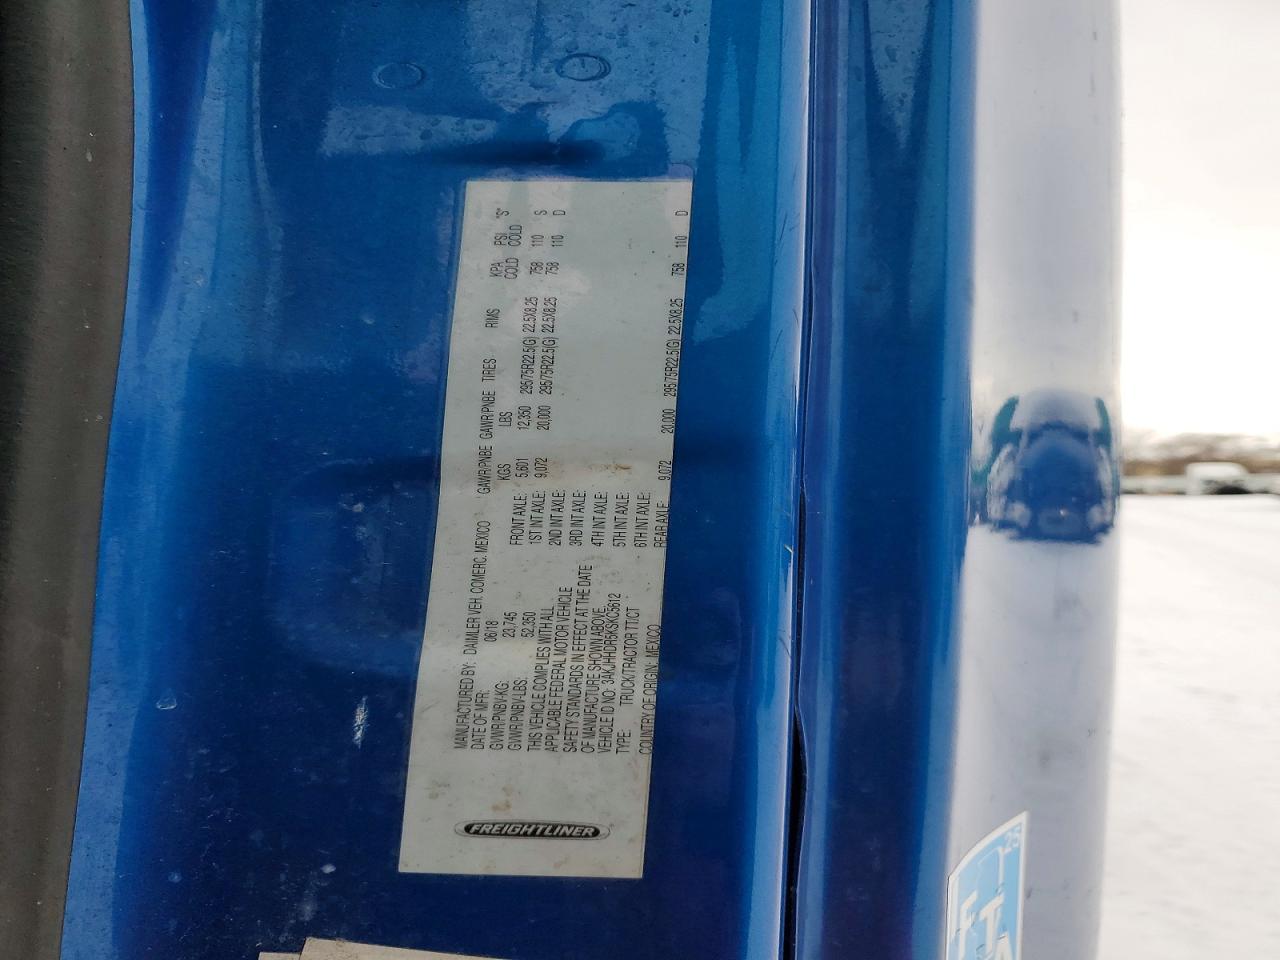 FREIGHTLINER
MANUFACTURED BY: DAIMLER VEH. COMERC. MEXICO
DATE OF MFR: 06/18
GVWR/PNBV-KG: 23,745
GVWR/PNBV-LBS: 52,350
THIS VEHICLE COMPLIES WITH ALL
APPLICABLE FEDERAL MOTOR VEHICLE
SAFETY STANDARDS IN EFFECT AT THE DATE
OF MANUFACTURE SHOWN ABOVE.
VEHICLE ID NO: 3AKJHHDR5KSKC5612
TYPE: TRUCK/TRACTOR TT/CT
COUNTRY OF ORIGIN: MEXICO
GAWR/PNBE GAWR/PNBE TIRES RIMS KPA PSI "S"
KGS LBS COLD COLD
FRONT AXLE: 5,601 12,350 295/75R22.5(G) 22.5X8.25 758 110 S
1ST INT AXLE: 9,072 20,000 295/75R22.5(G) 22.5X8.25 758 110 D
2ND INT AXLE:
3RD INT AXLE:
4TH INT AXLE:
5TH INT AXLE:
6TH INT AXLE:
REAR AXLE: 9,072 20,000 295/75R22.5(G) 22.5X8.25 758 110 D
25